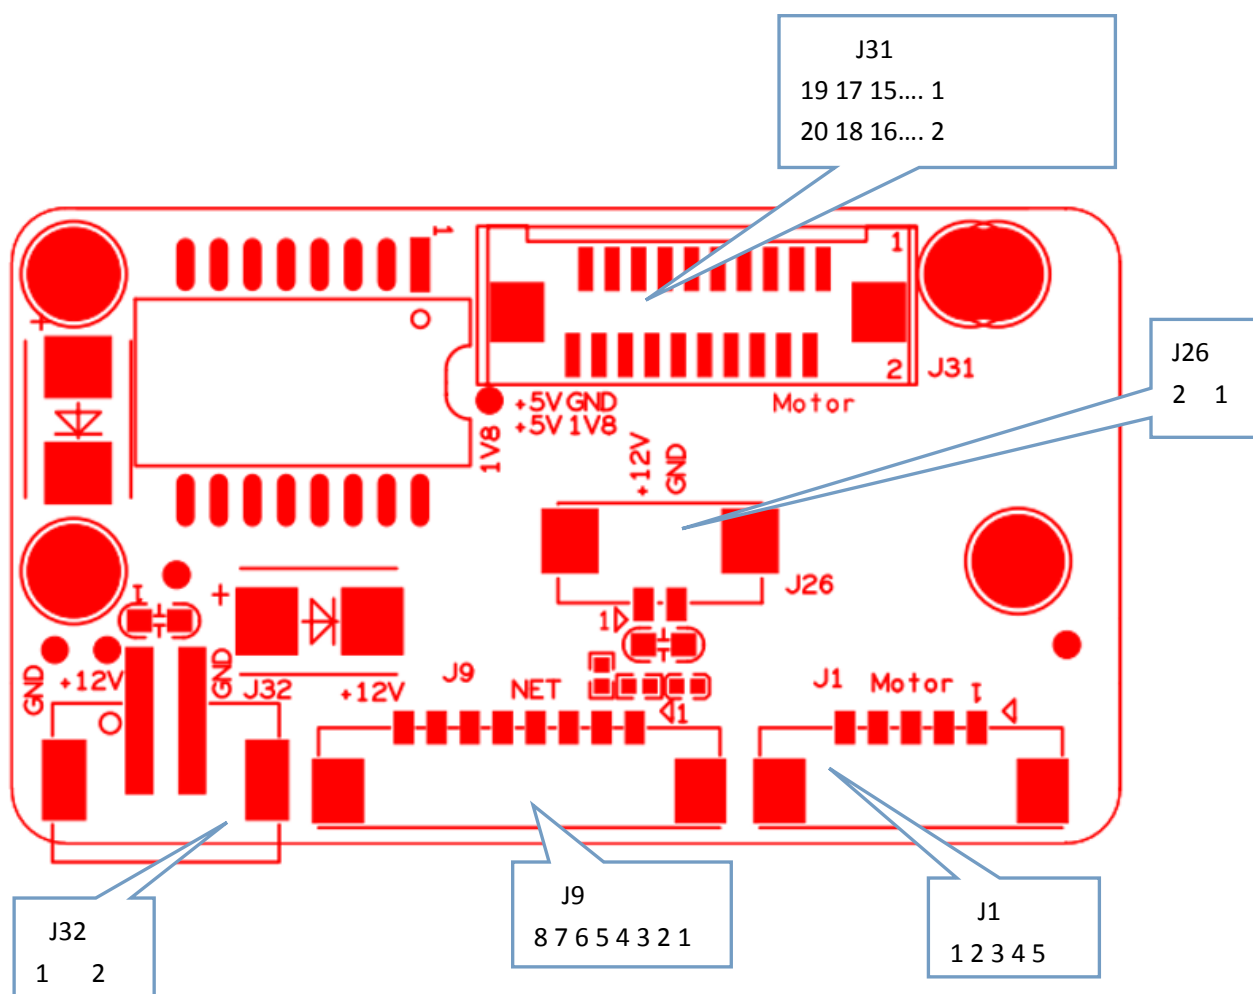 J31
19 17 15.... 1
20 18 16.... 2
1
1
+
J26
2 1
2
J31
+5V GND
+5V 1V8
Motor
1V8
+12V
GND
J26
1
+
1
GND
+12V
GND
J32
+12V
J9
NET
1
J1
Motor
1
J9
8 7 6 5 4 3 2 1
J1
1 2 3 4 5
J32
1 2